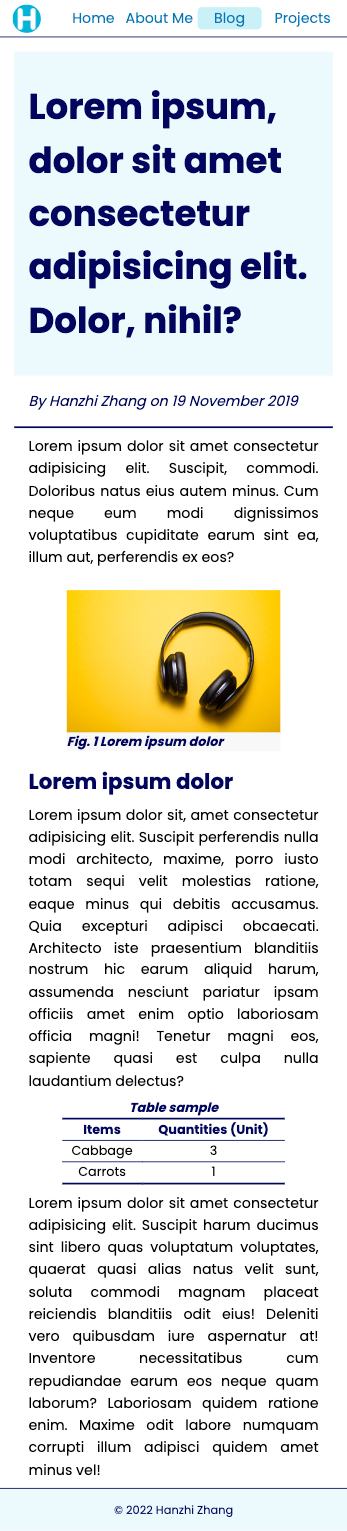 H
Home About Me Blog Projects
Lorem ipsum,
dolor sit amet
consectetur
adipisicing elit.
Dolor, nihil?
By Hanzhi Zhang on 19 November 2019
Lorem ipsum dolor sit amet consectetur
adipisicing elit. Suscipit, commodi.
Doloribus natus eius autem minus. Cum
neque eum modi dignissimos
voluptatibus cupiditate earum sint ea,
illum aut, perferendis ex eos?
Fig. 1 Lorem ipsum dolor
Lorem ipsum dolor
Lorem ipsum dolor sit, amet consectetur
adipisicing elit. Suscipit perferendis nulla
modi architecto, maxime, porro iusto
totam sequi velit molestias ratione,
eaque minus qui debitis accusamus.
Quia excepturi adipisci obcaecati.
Architecto iste praesentium blanditiis
nostrum hic earum aliquid harum,
assumenda nesciunt pariatur ipsam
officiis amet enim optio laboriosam
officia magni! Tenetur magni eos,
sapiente quasi est culpa nulla
laudantium delectus?
Table sample
Items Quantities (Unit)
Cabbage 3
Carrots 1
Lorem ipsum dolor sit amet consectetur
adipisicing elit. Suscipit harum ducimus
sint libero quas voluptatum voluptates,
quaerat quasi alias natus velit sunt,
soluta commodi magnam placeat
reiciendis blanditiis odit eius! Deleniti
vero quibusdam iure aspernatur at!
Inventore necessitatibus cum
repudiandae earum eos neque quam
laborum? Laboriosam quidem ratione
enim. Maxime odit labore numquam
corrupti illum adipisci quidem amet
minus vel!
© 2022 Hanzhi Zhang